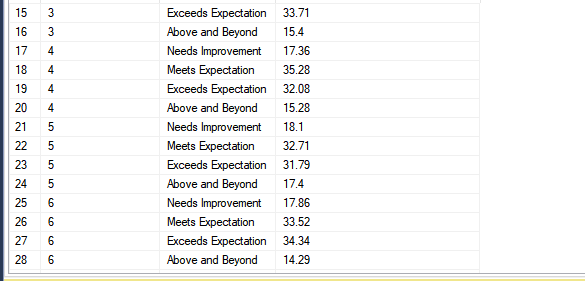 15 3 Exceeds Expectation 33.71
16 3 Above and Beyond 15.4
17 4 Needs Improvement 17.36
18 4 Meets Expectation 35.28
19 4 Exceeds Expectation 32.08
20 4 Above and Beyond 15.28
21 5 Needs Improvement 18.1
22 5 Meets Expectation 32.71
23 5 Exceeds Expectation 31.79
24 5 Above and Beyond 17.4
25 6 Needs Improvement 17.86
26 6 Meets Expectation 33.52
27 6 Exceeds Expectation 34.34
28 6 Above and Beyond 14.29